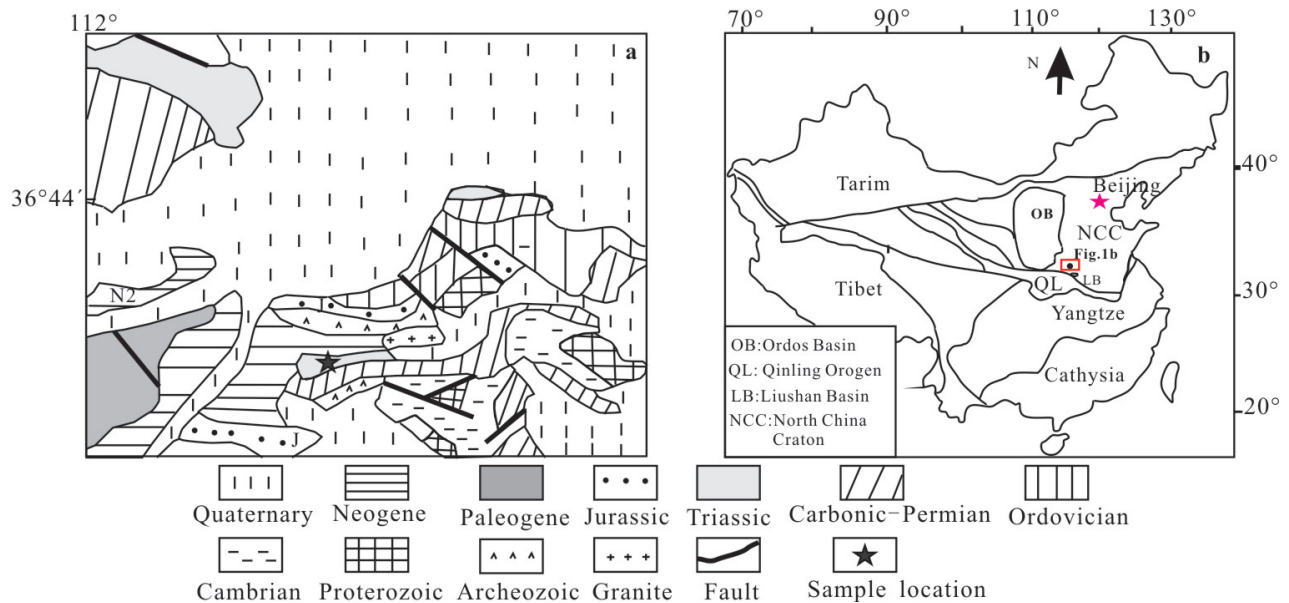 112°
a
36°44′
N2
J
70°
90°
110°
130°
b
N
40°
Tarim
Beijing
OB
NCC
Fig.1b
QL
LB
30°
Tibet
Yangtze
OB:Ordos Basin
QL: Qinling Orogen
LB:Liushan Basin
NCC:North China
Craton
Cathysia
20°
Quaternary Neogene Paleogene Jurassic Triassic Carbonic-Permian Ordovician
Cambrian Proterozoic Archeozoic Granite Fault Sample location